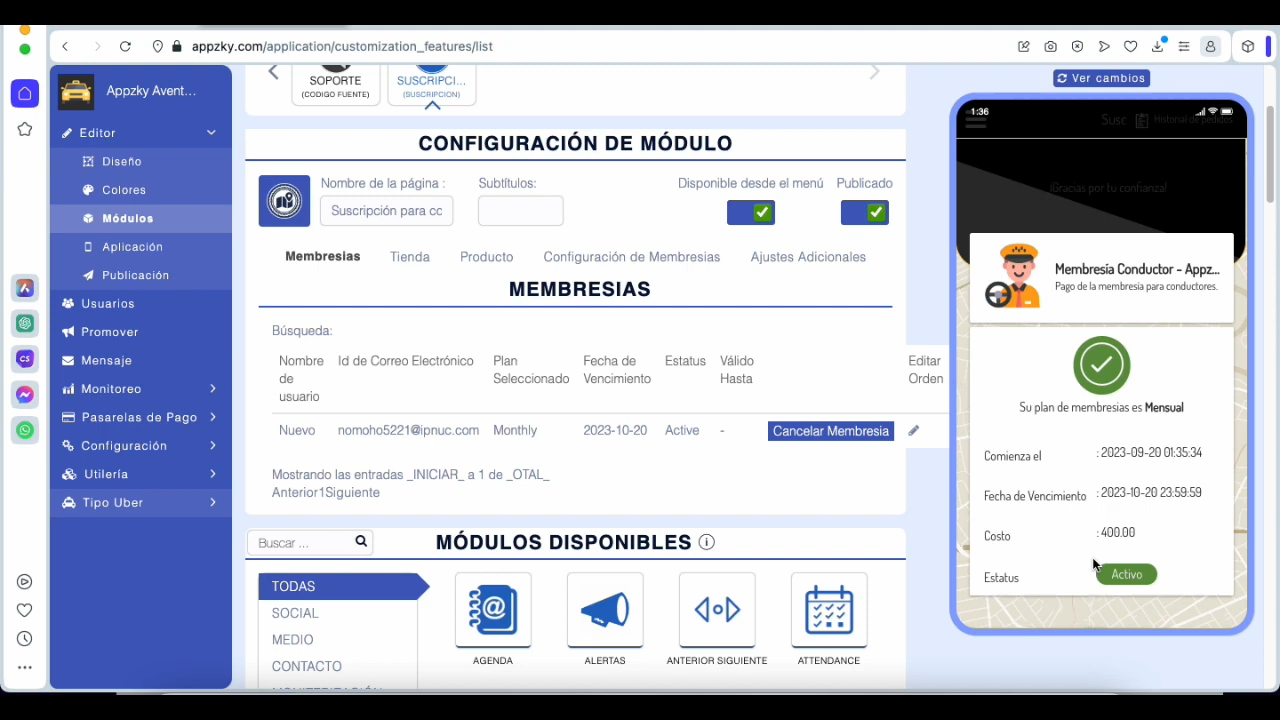 appzky.com/application/customization_features/list
Appzky Avent...
Editor
Diseño
Colores
Módulos
Aplicación
Publicación
Usuarios
Promover
Mensaje
Monitoreo
Pasarelas de Pago
Configuración
Utilería
Tipo Uber
SOPORTE
(CODIGO FUENTE)
SUSCRIPCI...
(SUSCRIPCION)
CONFIGURACIÓN DE MÓDULO
Nombre de la página :
Subtítulos:
Disponible desde el menú
Publicado
Suscripción para cc
Membresias
Tienda
Producto
Configuración de Membresias
Ajustes Adicionales
MEMBRESIAS
Búsqueda:
Nombre de usuario
Id de Correo Electrónico
Plan Seleccionado
Fecha de Vencimiento
Estatus
Válido Hasta
Editar Orden
Nuevo
nomoho5221@ipnuc.com
Monthly
2023-10-20
Active
-
Cancelar Membresia
Mostrando las entradas _INICIAR_ a 1 de _OTAL_
Anterior1Siguiente
Buscar ...
MÓDULOS DISPONIBLES
TODAS
SOCIAL
MEDIO
CONTACTO
AGENDA
ALERTAS
ANTERIOR SIGUIENTE
ATTENDANCE
Ver cambios
1:36
Susc
Historial de pedidos
¡Gracias por tu confianza!
Membresía Conductor - Appz...
Pago de la membresía para conductores.
Su plan de membresias es Mensual
Comienza el : 2023-09-20 01:35:34
Fecha de Vencimiento : 2023-10-20 23:59:59
Costo : 400.00
Estatus Activo